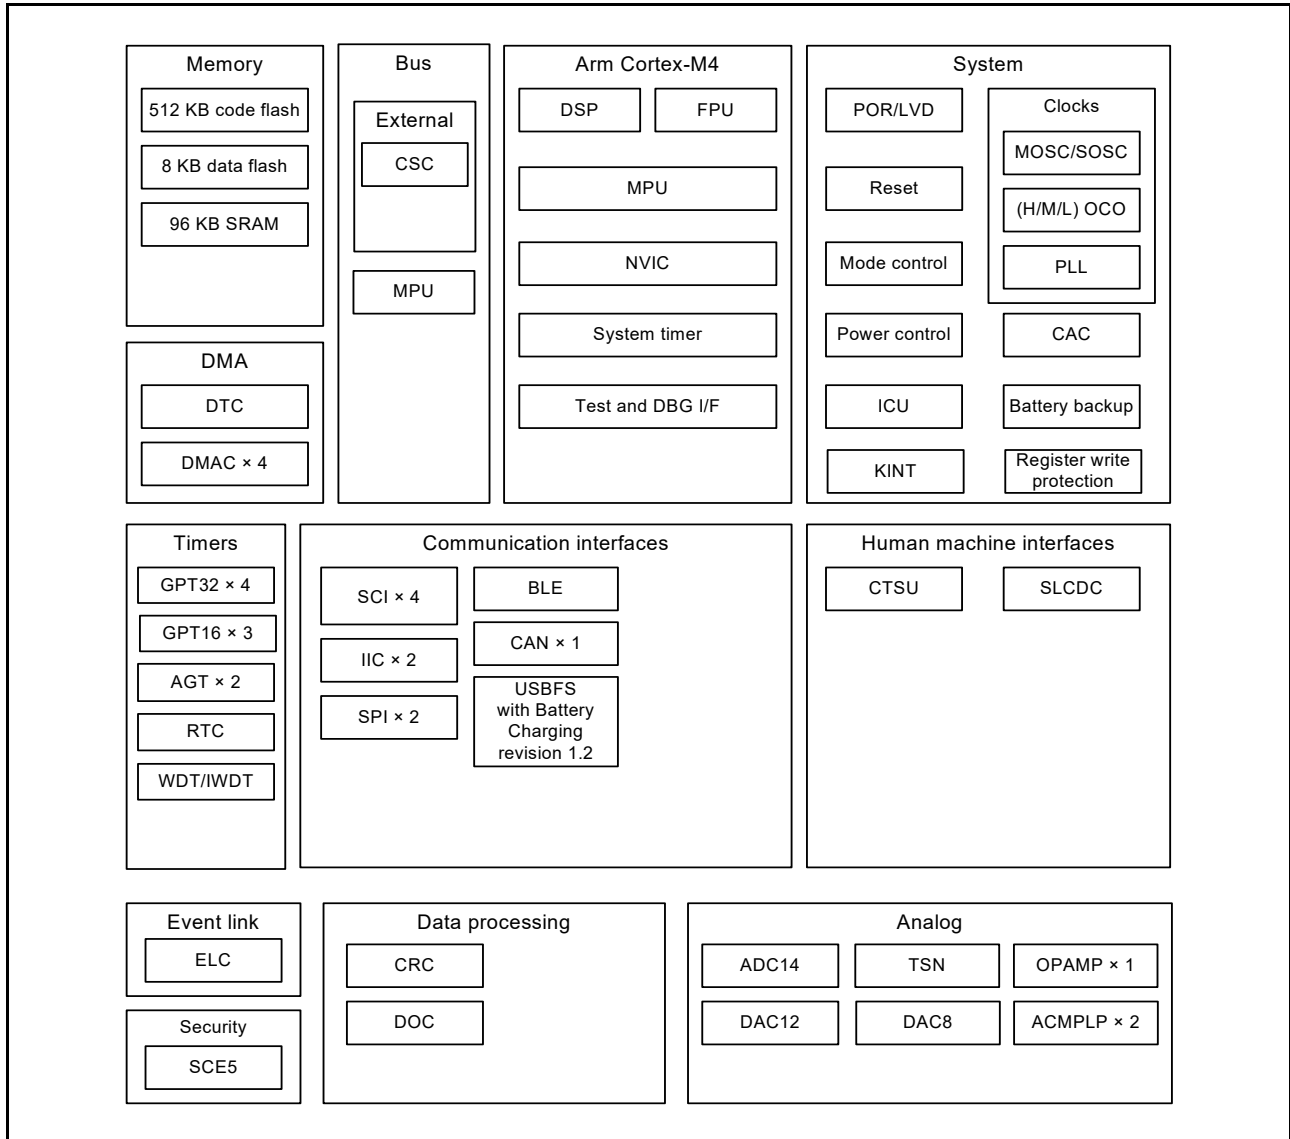 Memory
512 KB code flash
8 KB data flash
96 KB SRAM
DMA
DTC
DMAC × 4
Bus
External
CSC
MPU
Arm Cortex-M4
DSP
FPU
MPU
NVIC
System timer
Test and DBG I/F
System
POR/LVD
Reset
Mode control
Power control
ICU
KINT
Clocks
MOSC/SOSC
(H/M/L) OCO
PLL
CAC
Battery backup
Register write
protection
Timers
GPT32 × 4
GPT16 × 3
AGT × 2
RTC
WDT/IWDT
Communication interfaces
SCI × 4
IIC × 2
SPI × 2
BLE
CAN × 1
USBFS
with Battery
Charging
revision 1.2
Human machine interfaces
CTSU
SLCDC
Event link
ELC
Security
SCE5
Data processing
CRC
DOC
Analog
ADC14
TSN
OPAMP × 1
DAC12
DAC8
ACMPLP × 2